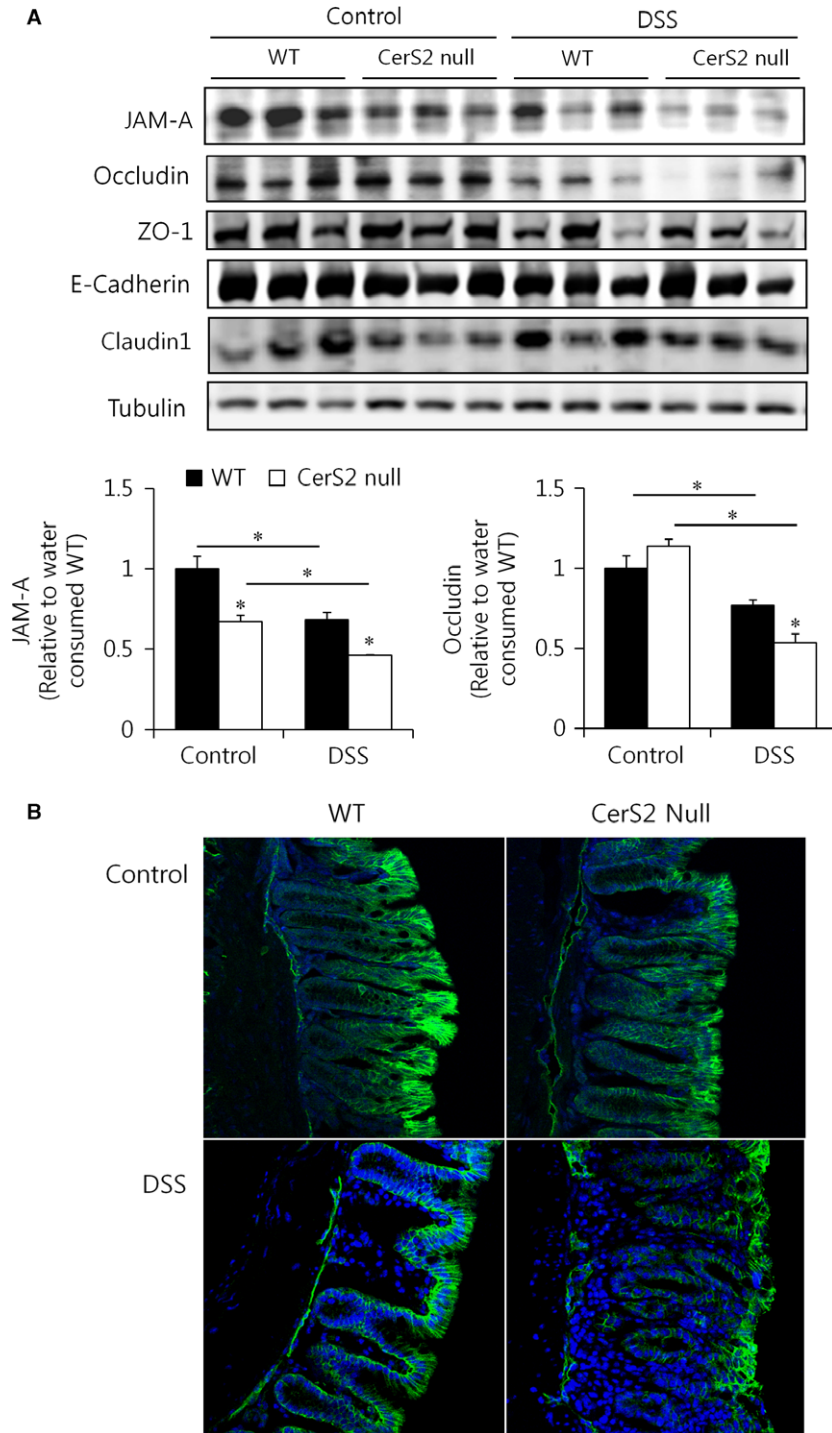 A
Control DSS
WT CerS2 null WT CerS2 null
JAM-A
Occludin
ZO-1
E-Cadherin
Claudin1
Tubulin
WT CerS2 null
JAM-A
(Relative to water
consumed WT)
1.5
1
0.5
0
*
*
*
*
Control DSS
Occludin
(Relative to water
consumed WT)
1.5
1
0.5
0
*
*
*
Control DSS
B
WT CerS2 Null
Control
DSS